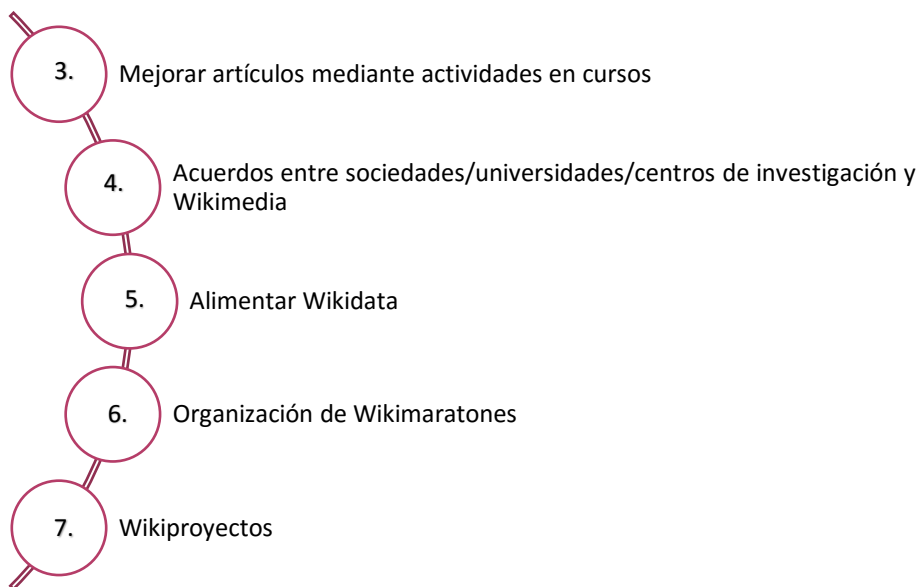 3. Mejorar artículos mediante actividades en cursos
4. Acuerdos entre sociedades/universidades/centros de investigación y
Wikimedia
5. Alimentar Wikidata
6. Organización de Wikimaratones
7. Wikiproyectos